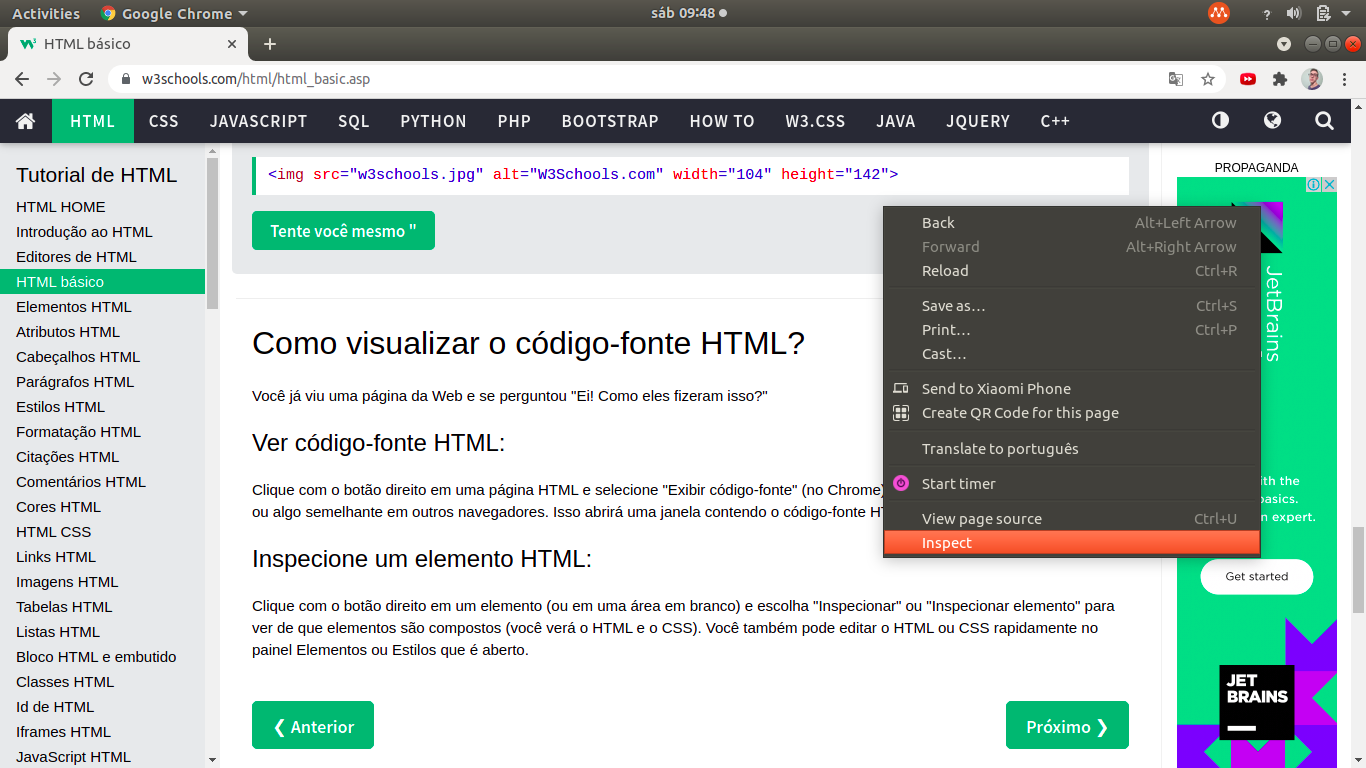 Activities Google Chrome sáb 09:48
HTML básico
w3schools.com/html/html_basic.asp
HTML CSS JAVASCRIPT SQL PYTHON PHP BOOTSTRAP HOW TO W3.CSS JAVA JQUERY C++
Tutorial de HTML
HTML HOME
Introdução ao HTML
Editores de HTML
HTML básico
Elementos HTML
Atributos HTML
Cabeçalhos HTML
Parágrafos HTML
Estilos HTML
Formatação HTML
Citações HTML
Comentários HTML
Cores HTML
HTML CSS
Links HTML
Imagens HTML
Tabelas HTML
Listas HTML
Bloco HTML e embutido
Classes HTML
Id de HTML
Iframes HTML
JavaScript HTML
<img src="w3schools.jpg" alt="W3Schools.com" width="104" height="142">
Tente você mesmo "
Como visualizar o código-fonte HTML?
Você já viu uma página da Web e se perguntou "Ei! Como eles fizeram isso?"
Ver código-fonte HTML:
Clique com o botão direito em uma página HTML e selecione "Exibir código-fonte" (no Chrome)
ou algo semelhante em outros navegadores. Isso abrirá uma janela contendo o código-fonte
Inspecione um elemento HTML:
Clique com o botão direito em um elemento (ou em uma área em branco) e escolha "Inspecionar" ou "Inspecionar elemento" para
ver de que elementos são compostos (você verá o HTML e o CSS). Você também pode editar o HTML ou CSS rapidamente no
painel Elementos ou Estilos que é aberto.
❮ Anterior
Próximo ❯
Back Alt+Left Arrow
Forward Alt+Right Arrow
Reload Ctrl+R
Save as… Ctrl+S
Print… Ctrl+P
Cast…
Send to Xiaomi Phone
Create QR Code for this page
Translate to português
Start timer
View page source Ctrl+U
Inspect
PROPAGANDA
JetBrains
with the
expert.
Get started
JET
BRAINS